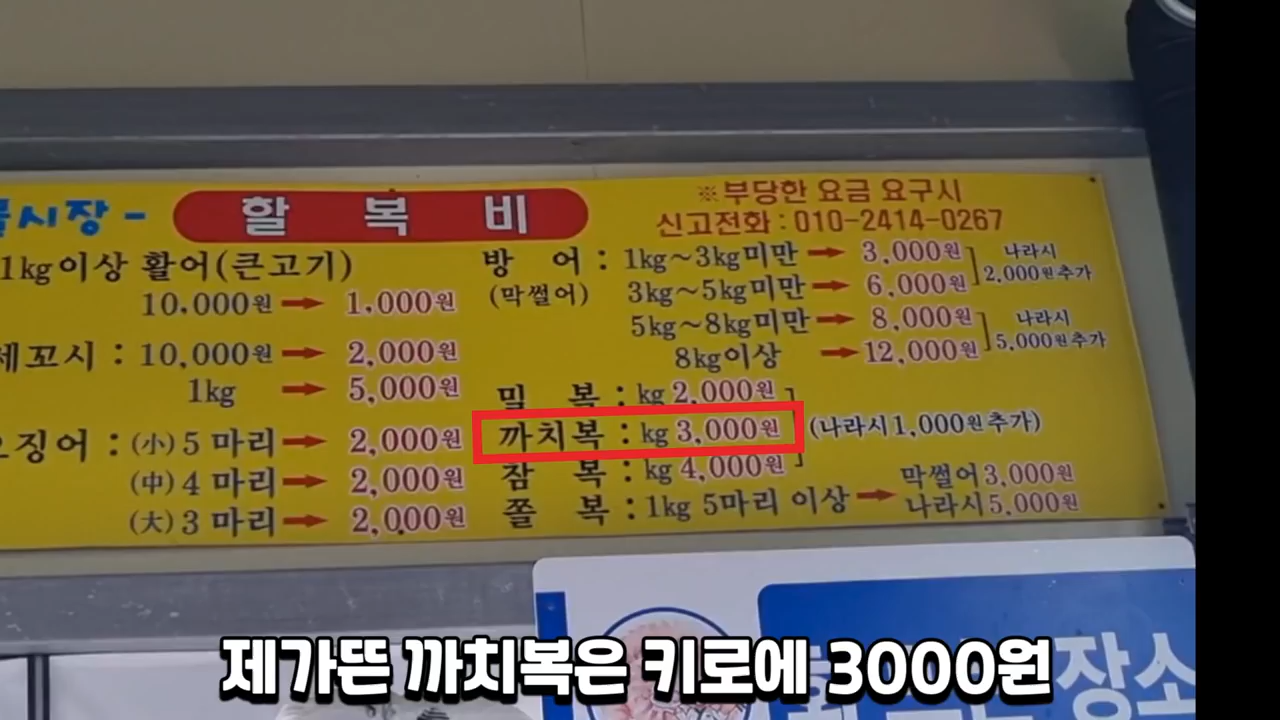 물시장 - 할 복 비
※부당한 요금 요구시
신고전화 : 010-2414-0267
1kg이상 활어(큰고기)
10,000원 → 1,000원
세꼬시 : 10,000원 → 2,000원
1kg → 5,000원
오징어 : (小) 5 마리 → 2,000원
(中) 4 마리 → 2,000원
(大) 3 마리 → 2,000원
방 어 : 1kg~3kg미만 → 3,000원
(막썰어) 3kg~5kg미만 → 6,000원
나라시
2,000원추가
5kg~8kg미만 → 8,000원
8kg이상 → 12,000원
나라시
5,000원추가
밀 복 : kg 2,000원
까치복 : kg 3,000원 (나라시1,000원추가)
참 복 : kg 4,000원
쫄 복 : 1kg 5마리 이상 → 막썰어 3,000원
나라시 5,000원
제가뜬 까치복은 키로에 3000원